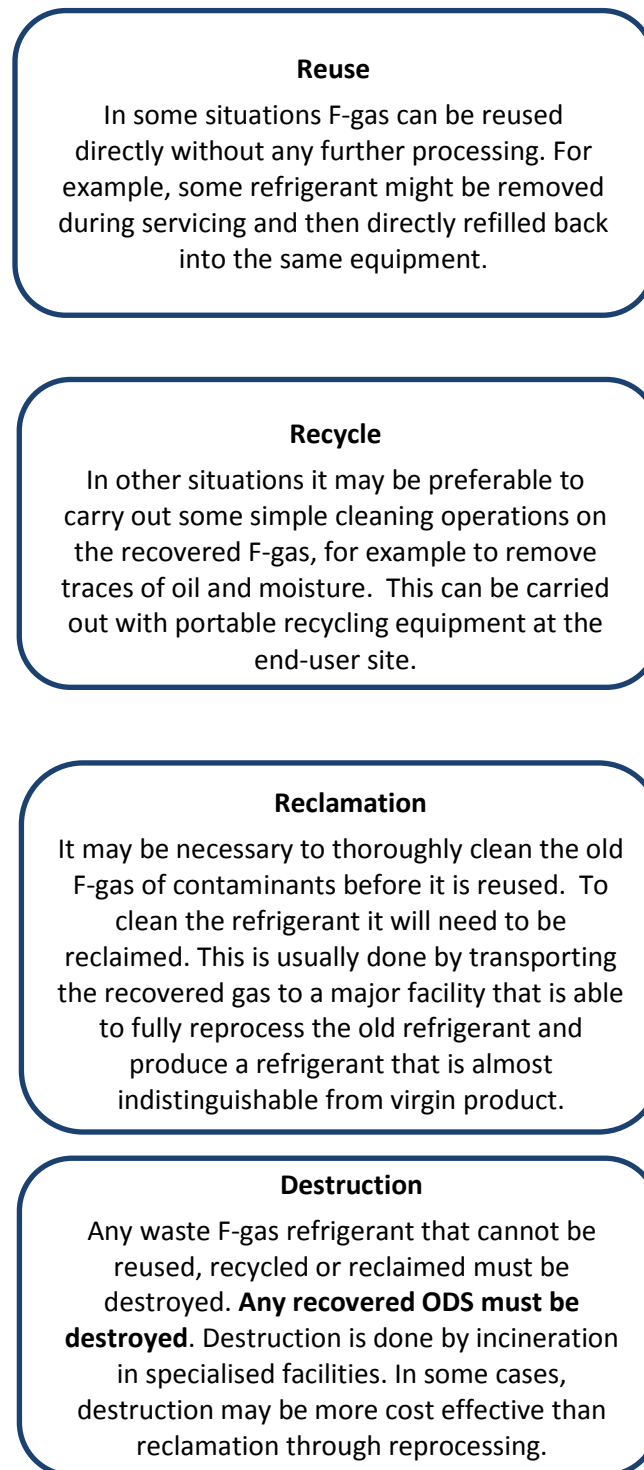 Reuse
In some situations F-gas can be reused
directly without any further processing. For
example, some refrigerant might be removed
during servicing and then directly refilled back
into the same equipment.
Recycle
In other situations it may be preferable to
carry out some simple cleaning operations on
the recovered F-gas, for example to remove
traces of oil and moisture.  This can be carried
out with portable recycling equipment at the
end-user site.
Reclamation
It may be necessary to thoroughly clean the old
F-gas of contaminants before it is reused.  To
clean the refrigerant it will need to be
reclaimed. This is usually done by transporting
the recovered gas to a major facility that is able
to fully reprocess the old refrigerant and
produce a refrigerant that is almost
indistinguishable from virgin product.
Destruction
Any waste F-gas refrigerant that cannot be
reused, recycled or reclaimed must be
destroyed. Any recovered ODS must be
destroyed. Destruction is done by incineration
in specialised facilities. In some cases,
destruction may be more cost effective than
reclamation through reprocessing.